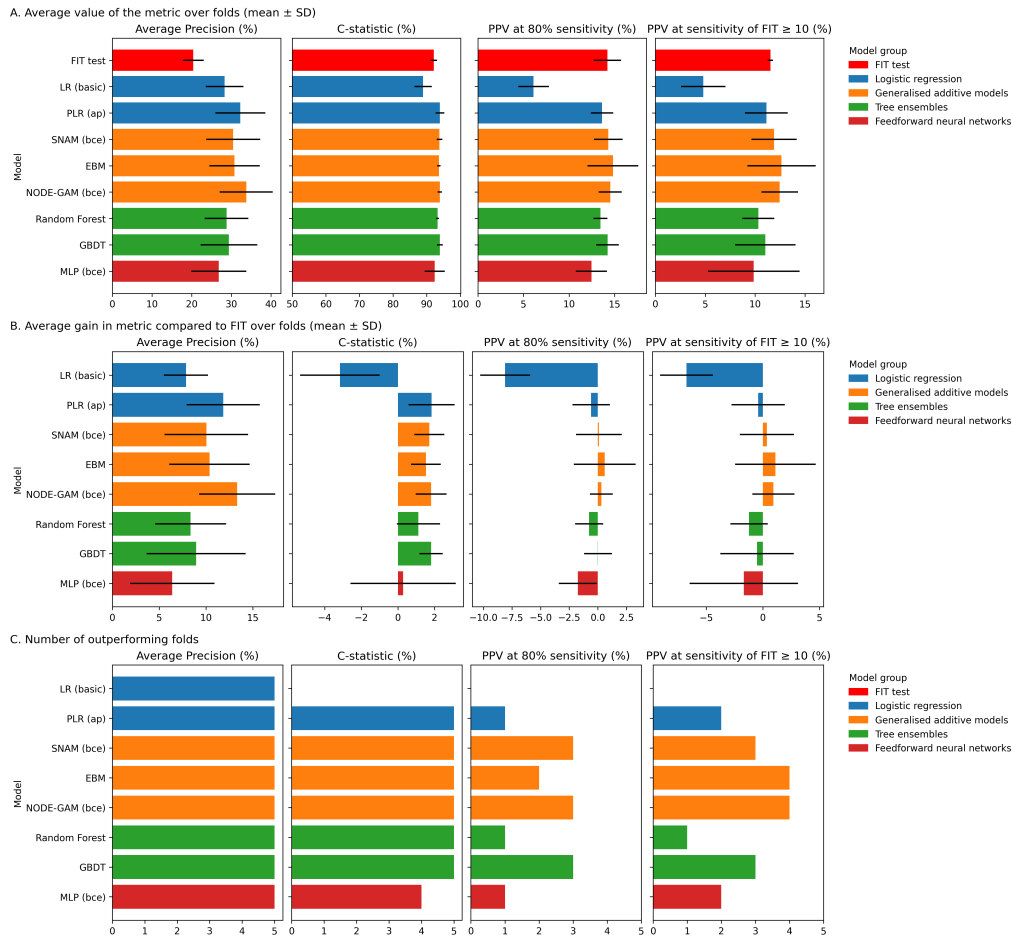 A. Average value of the metric over folds (mean ± SD)
Average Precision (%)
C-statistic (%)
PPV at 80% sensitivity (%)
PPV at sensitivity of FIT ≥ 10 (%)
Model
FIT test
LR (basic)
PLR (ap)
SNAM (bce)
EBM
NODE-GAM (bce)
Random Forest
GBDT
MLP (bce)
0 10 20 30 40
50 60 70 80 90 100
0 5 10 15
0 5 10 15
Model group
FIT test
Logistic regression
Generalised additive models
Tree ensembles
Feedforward neural networks
B. Average gain in metric compared to FIT over folds (mean ± SD)
Average Precision (%)
C-statistic (%)
PPV at 80% sensitivity (%)
PPV at sensitivity of FIT ≥ 10 (%)
Model
LR (basic)
PLR (ap)
SNAM (bce)
EBM
NODE-GAM (bce)
Random Forest
GBDT
MLP (bce)
0 5 10 15
−4 −2 0 2
−10.0 −7.5 −5.0 −2.5 0.0 2.5
−5 0 5
Model group
Logistic regression
Generalised additive models
Tree ensembles
Feedforward neural networks
C. Number of outperforming folds
Average Precision (%)
C-statistic (%)
PPV at 80% sensitivity (%)
PPV at sensitivity of FIT ≥ 10 (%)
Model
LR (basic)
PLR (ap)
SNAM (bce)
EBM
NODE-GAM (bce)
Random Forest
GBDT
MLP (bce)
0 1 2 3 4 5
0 1 2 3 4 5
0 1 2 3 4 5
0 1 2 3 4 5
Model group
FIT test
Logistic regression
Generalised additive models
Tree ensembles
Feedforward neural networks